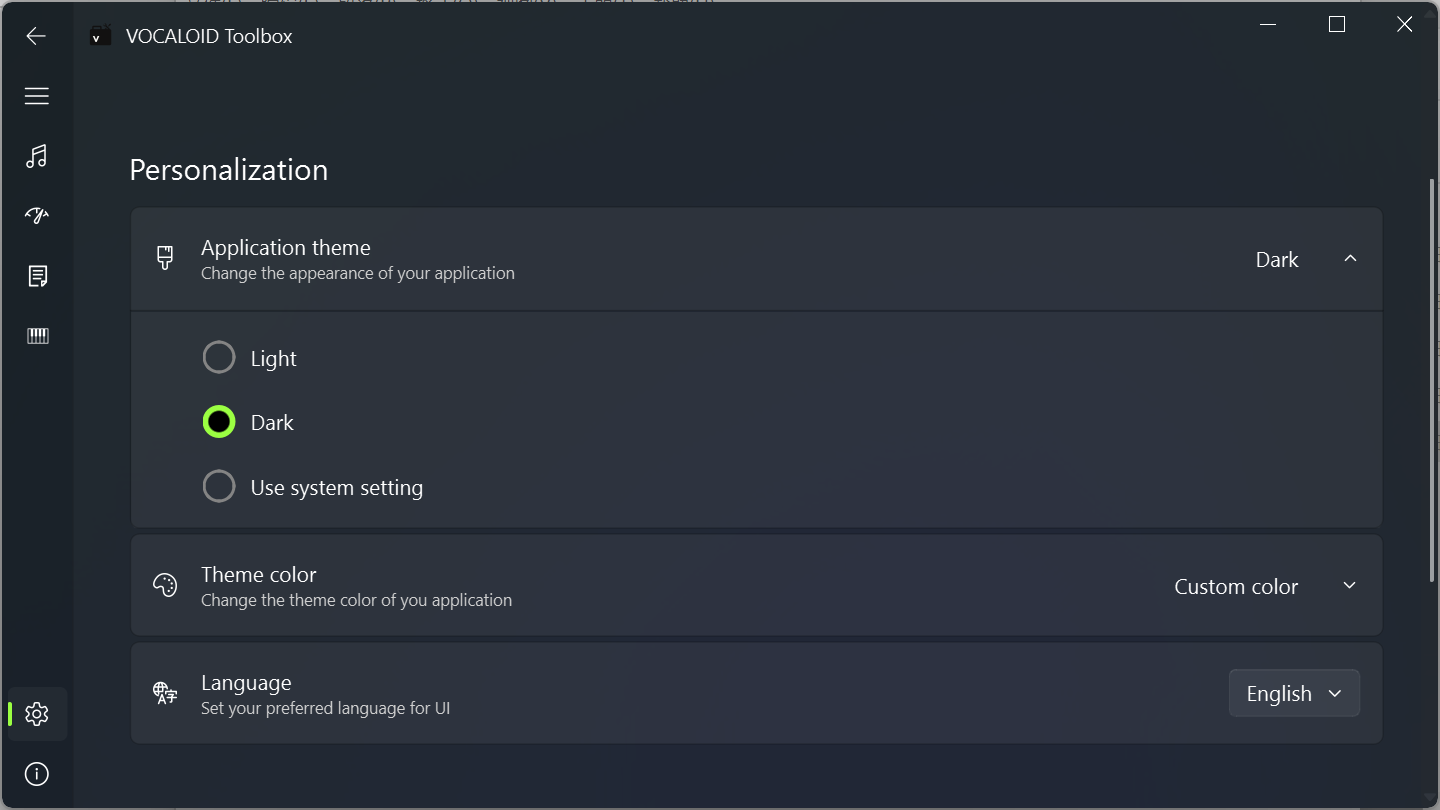 VOCALOID Toolbox
Personalization
Application theme
Change the appearance of your application
Dark
Light
Dark
Use system setting
Theme color
Change the theme color of you application
Custom color
Language
Set your preferred language for UI
English